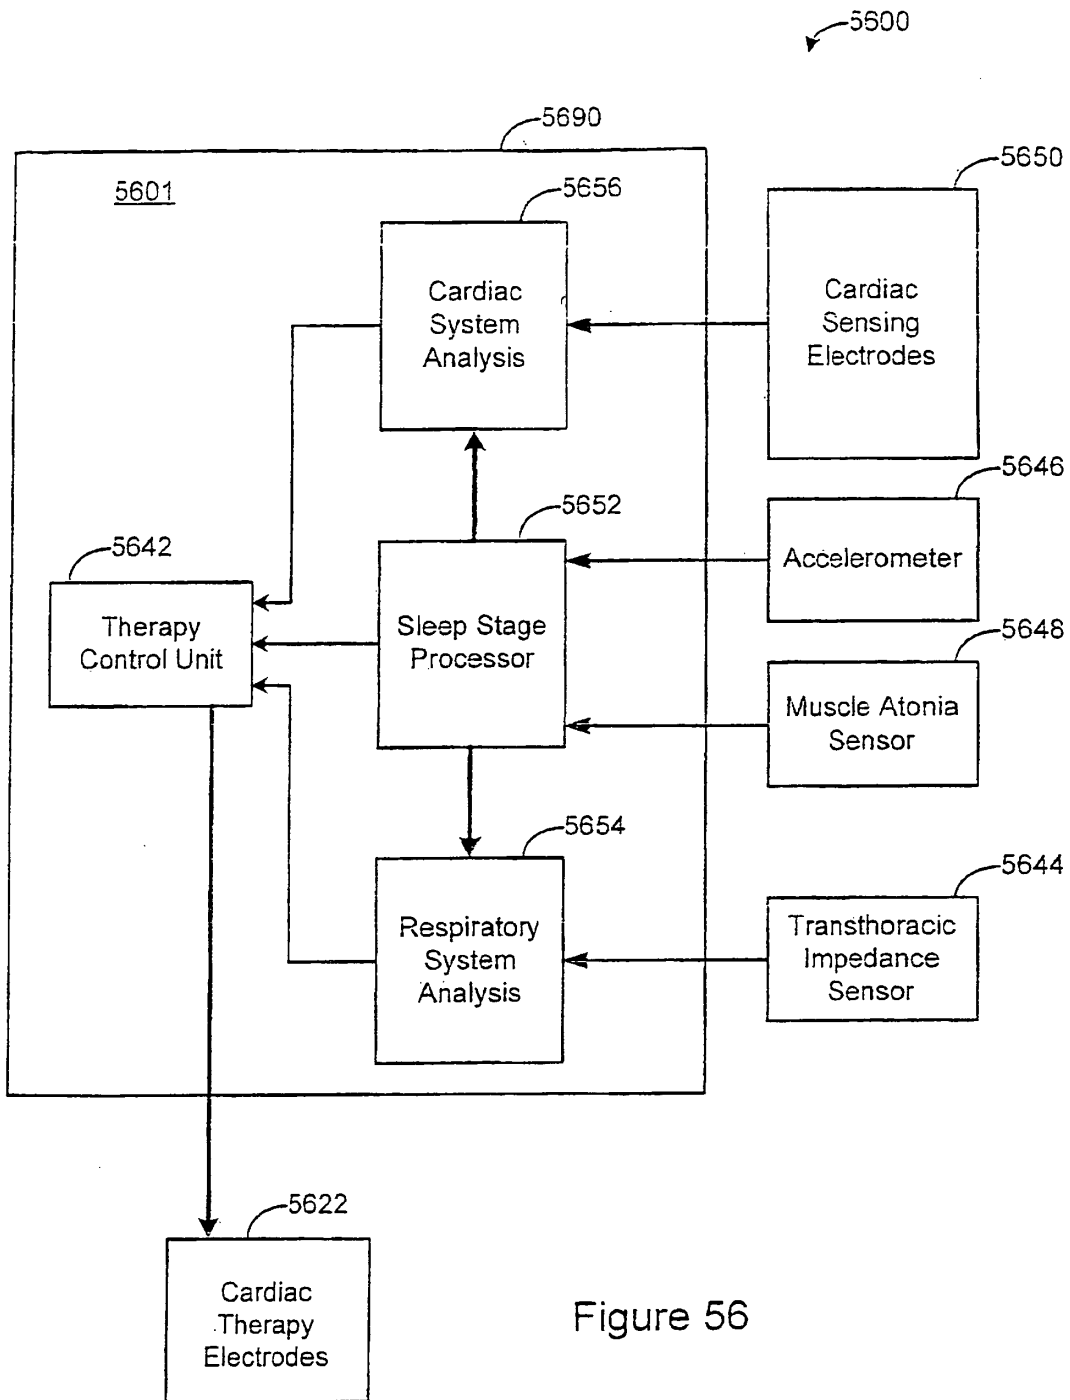 5600
5690
5601
5656
5650
Cardiac
System
Analysis
Cardiac
Sensing
Electrodes
5646
Accelerometer
5652
5642
Therapy
Control Unit
Sleep Stage
Processor
5648
Muscle Atonia
Sensor
5654
Respiratory
System
Analysis
5644
Transthoracic
Impedance
Sensor
5622
Cardiac
Therapy
Electrodes
Figure 56